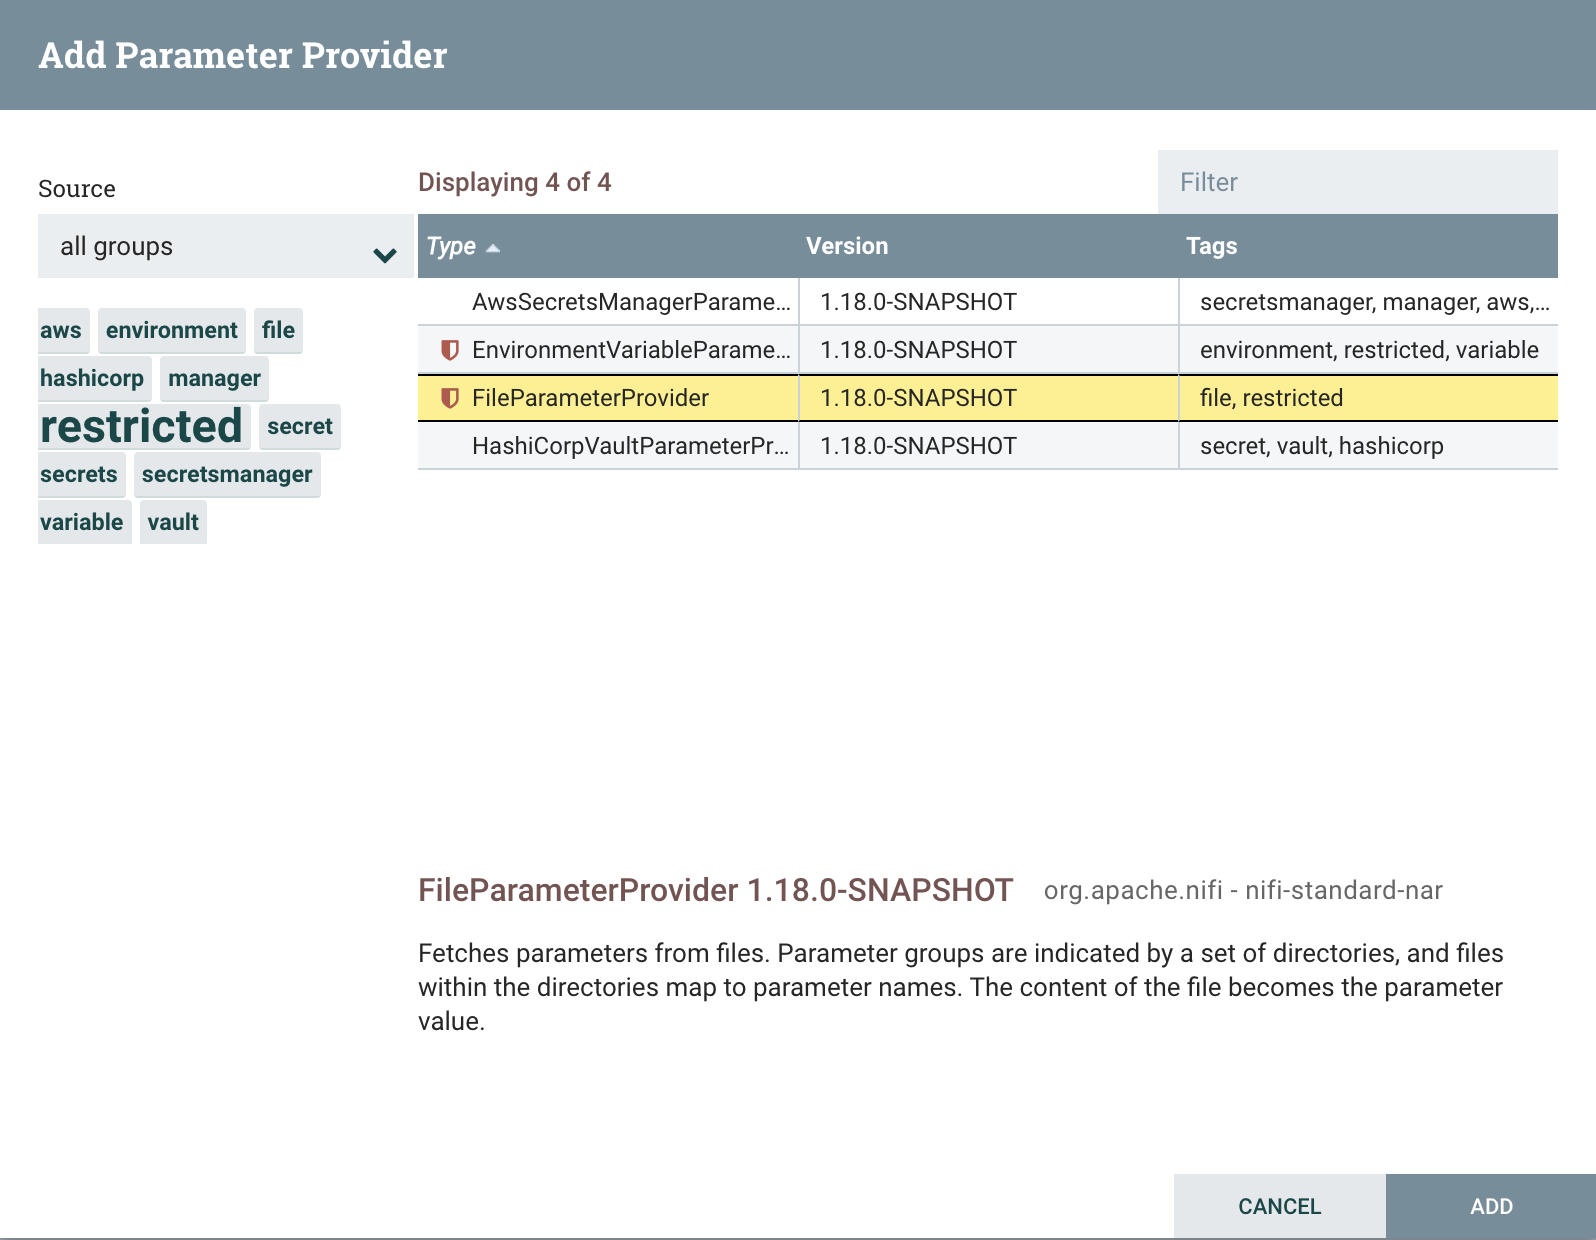 Add Parameter Provider
Source
all groups
aws environment file
hashicorp manager
restricted secret
secrets secretsmanager
variable vault
Displaying 4 of 4
Filter
Type Version Tags
AwsSecretsManagerParame... 1.18.0-SNAPSHOT secretsmanager, manager, aws,...
EnvironmentVariableParame... 1.18.0-SNAPSHOT environment, restricted, variable
FileParameterProvider 1.18.0-SNAPSHOT file, restricted
HashiCorpVaultParameterPr... 1.18.0-SNAPSHOT secret, vault, hashicorp
FileParameterProvider 1.18.0-SNAPSHOT org.apache.nifi - nifi-standard-nar
Fetches parameters from files. Parameter groups are indicated by a set of directories, and files
within the directories map to parameter names. The content of the file becomes the parameter
value.
CANCEL ADD